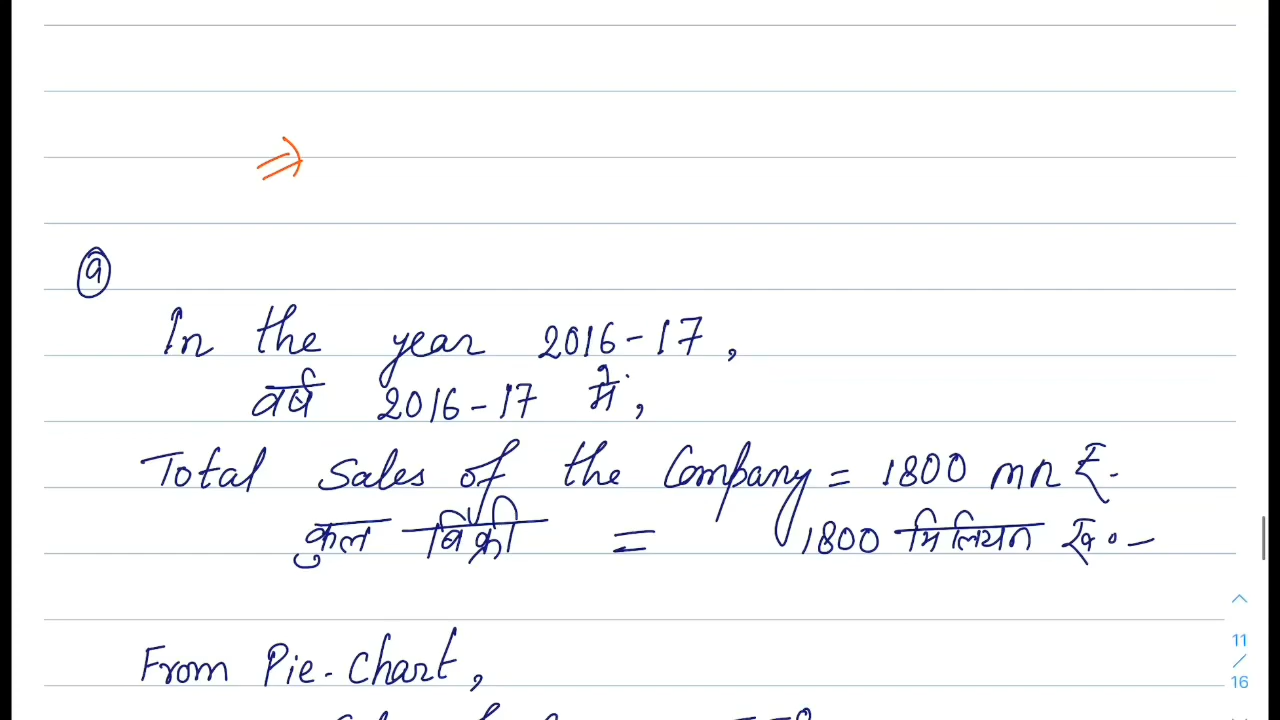 9
In the year 2016-17,
वर्ष 2016-17 में,
Total Sales of the Company = 1800 mn ₹.
कुल बिक्री = 1800 मिलियन रू०-
From Pie-Chart,
11
/
16